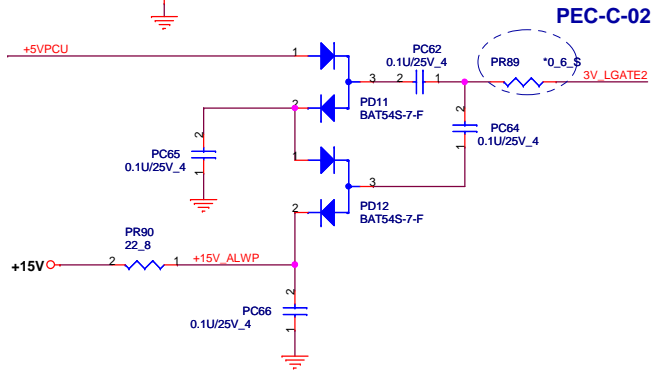 PEC-C-02
+5VPCU
1
PC62
0.1U/25V_4
3
2
1
PR89
*0_6_S
3V_LGATE2
2
PD11
BAT54S-7-F
2
PC64
0.1U/25V_4
1
2
PC65
0.1U/25V_4
1
1
3
2
PD12
BAT54S-7-F
PR90
22_8
+15V
2
1
+15V_ALWP
2
PC66
0.1U/25V_4
1